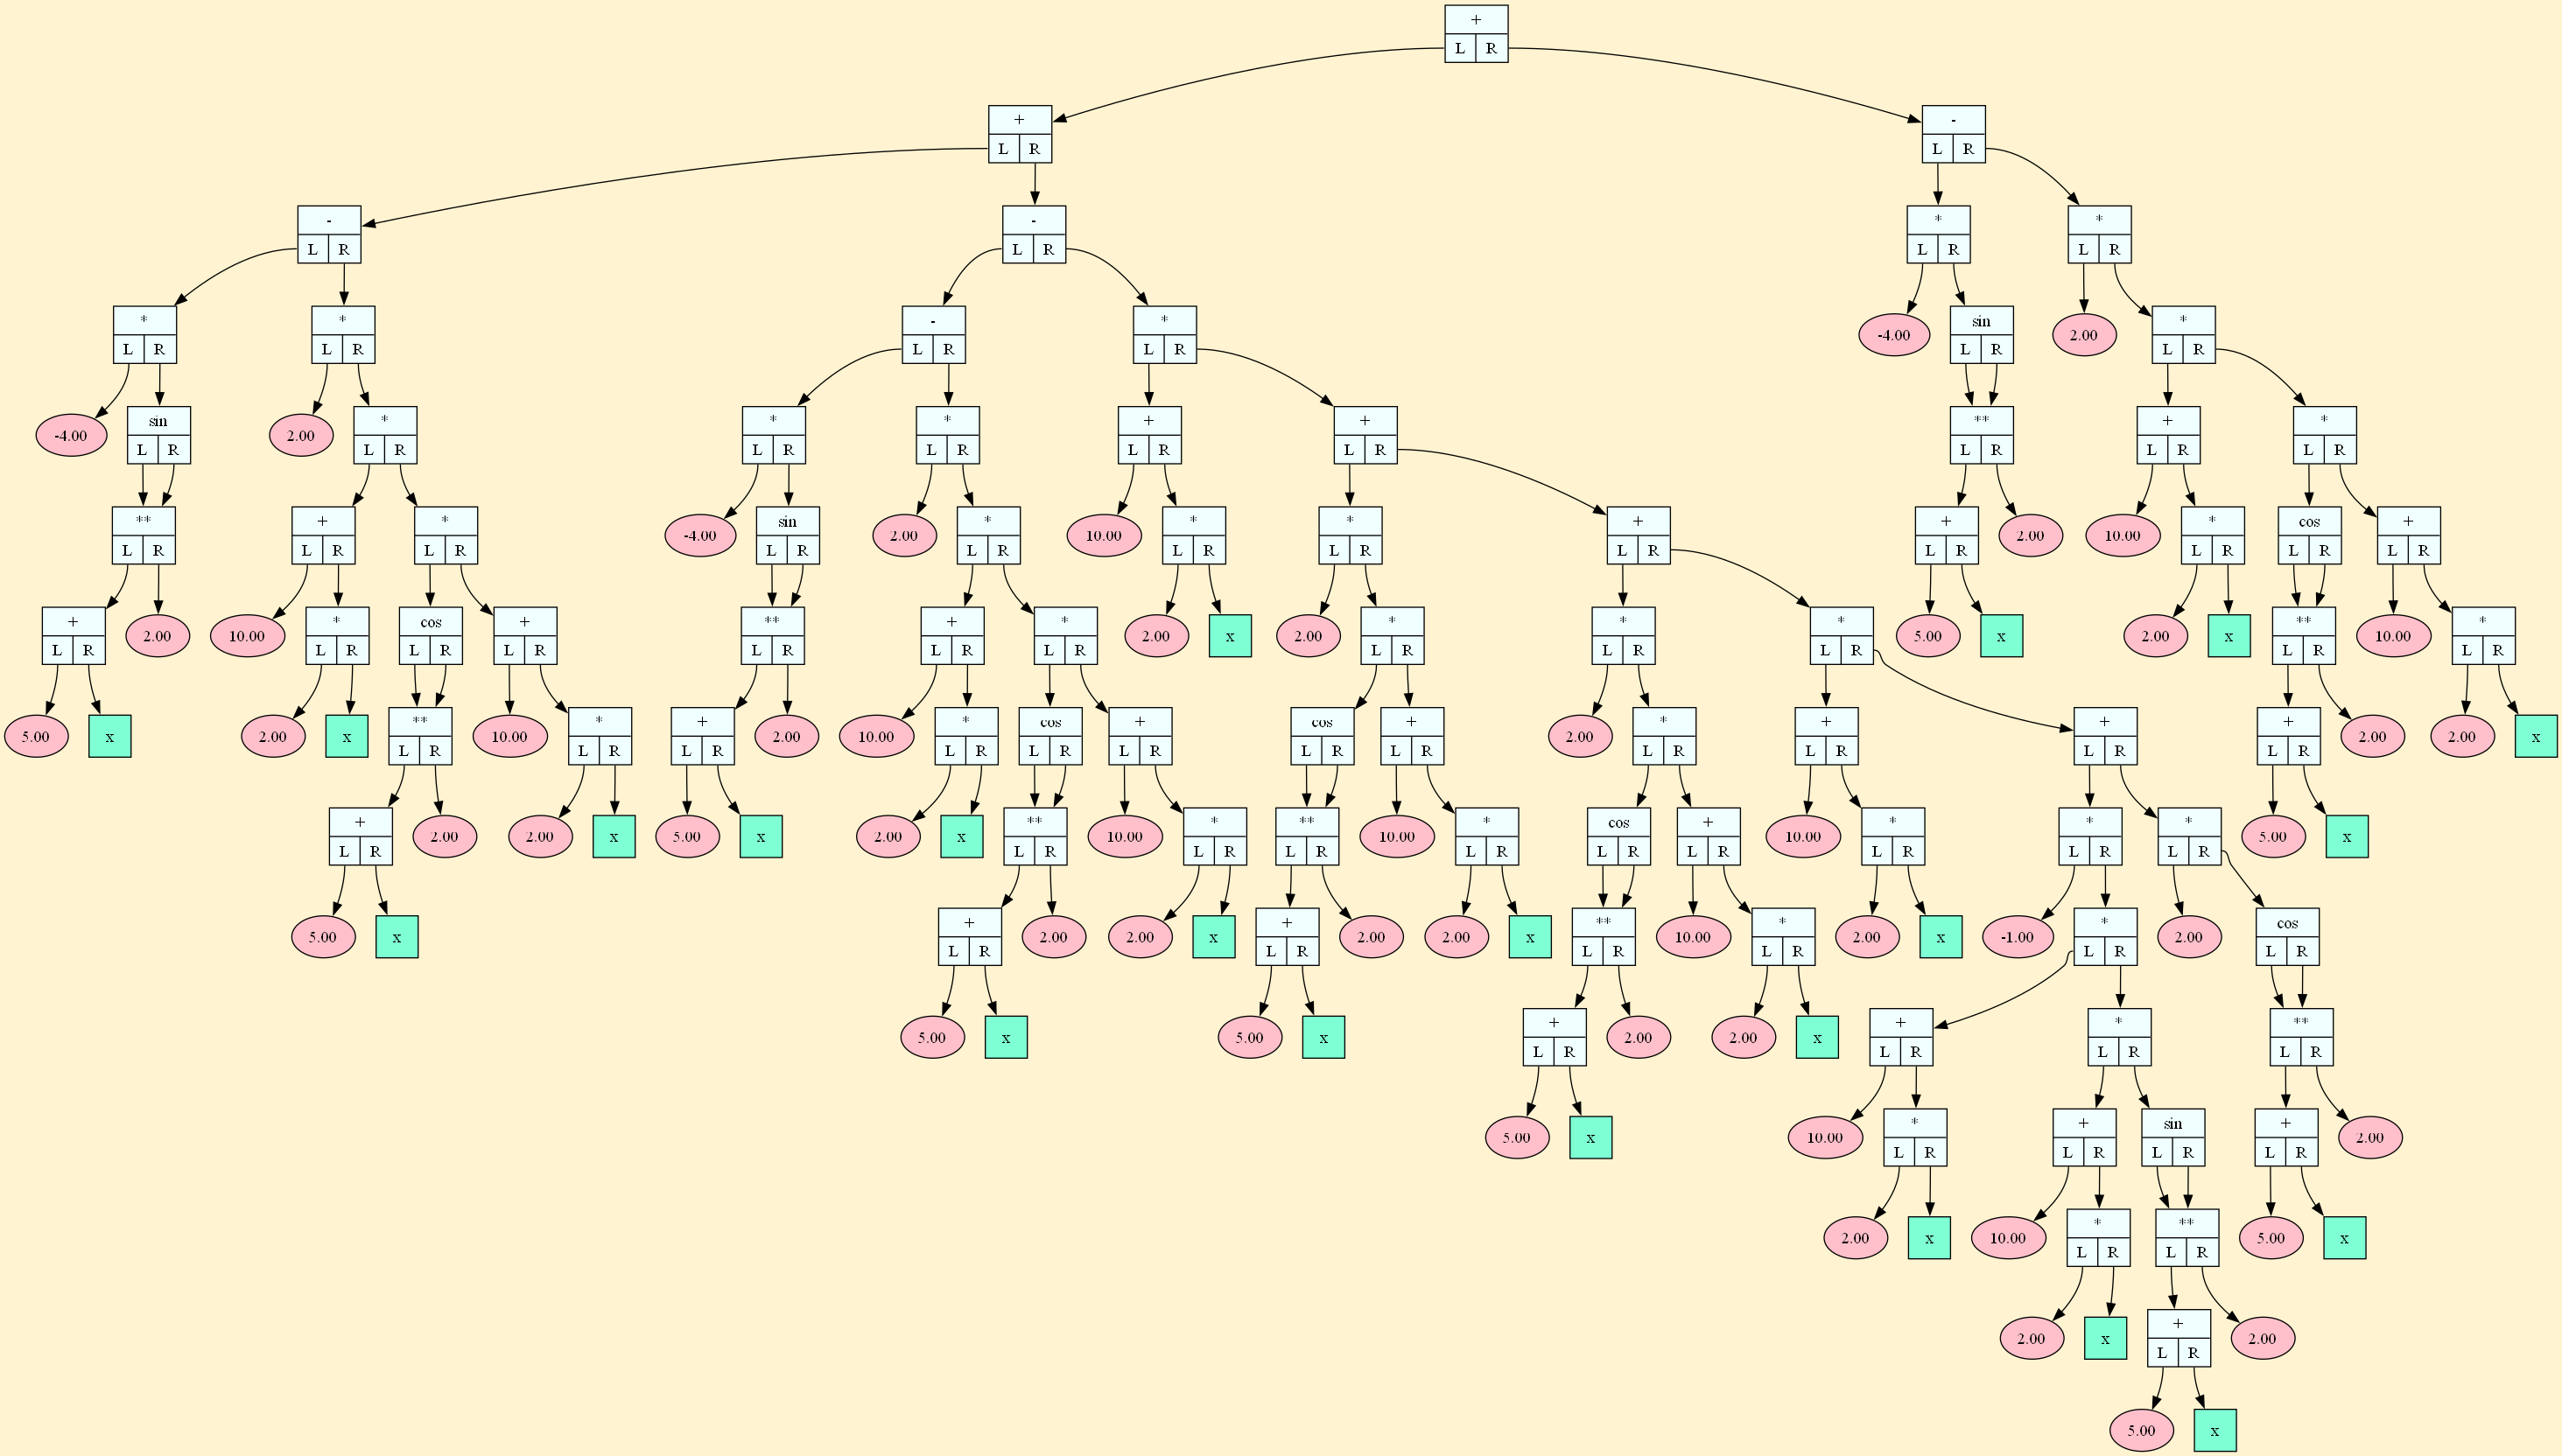 +
L R
+ -
L R L R
- - * *
L R L R L R L R
* * - * sin *
-4.00 2.00
L R L R L R L R L R L R
sin * * * + + ** + *
-4.00 2.00
L R L R L R L R L R L R L R L R L R
** + * sin * * * + + * cos +
-4.00 2.00 10.00 2.00 10.00
L R L R L R L R L R L R L R L R L R L R L R L R
+ * cos + ** + * * * * ** *
2.00 10.00 2.00 x 2.00 5.00 x 2.00 x 10.00
L R L R L R L R L R L R L R L R L R L R L R L R
** * + * cos + cos + * + + +
5.00 x 2.00 x 10.00 2.00 10.00 2.00 2.00 2.00 x
L R L R L R L R L R L R L R L R L R L R L R L R
+ ** * ** * cos + * * *
2.00 2.00 x 5.00 x 2.00 x 10.00 10.00 10.00 5.00 x
L R L R L R L R L R L R L R L R L R L R
+ + ** * * cos
5.00 x 2.00 2.00 x 2.00 2.00 x 10.00 2.00 x -1.00 2.00
L R L R L R L R L R L R
+ + * **
5.00 x 5.00 x 2.00 2.00 x
L R L R L R L R
* + sin +
5.00 x 10.00 2.00
L R L R L R L R
* **
2.00 x 10.00 5.00 x
L R L R
+
2.00 x 2.00
L R
5.00 x